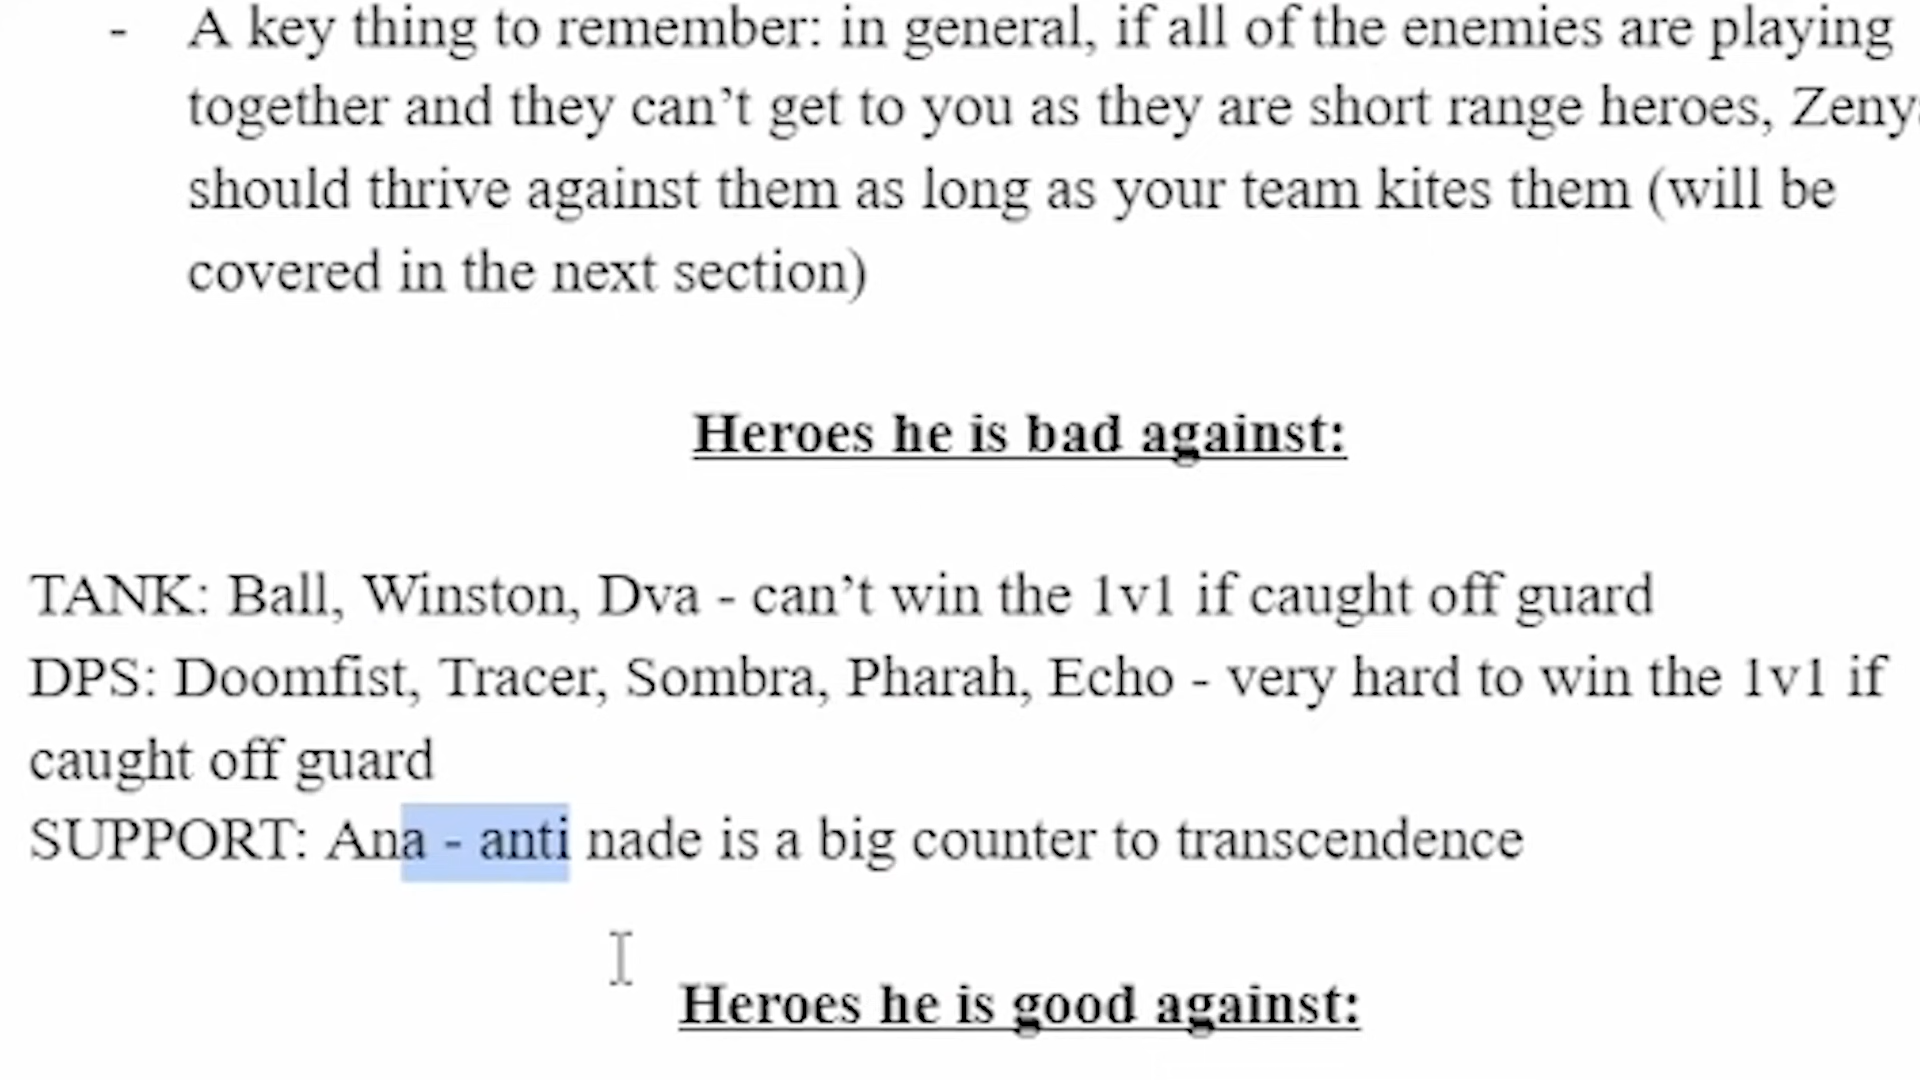 - A key thing to remember: in general, if all of the enemies are playing
together and they can’t get to you as they are short range heroes,
should thrive against them as long as your team kites them (will be
covered in the next section)
Heroes he is bad against:
TANK: Ball, Winston, Dva - can’t win the 1v1 if caught off guard
DPS: Doomfist, Tracer, Sombra, Pharah, Echo - very hard to win the 1v1 if
caught off guard
SUPPORT: Ana - anti nade is a big counter to transcendence
Heroes he is good against: